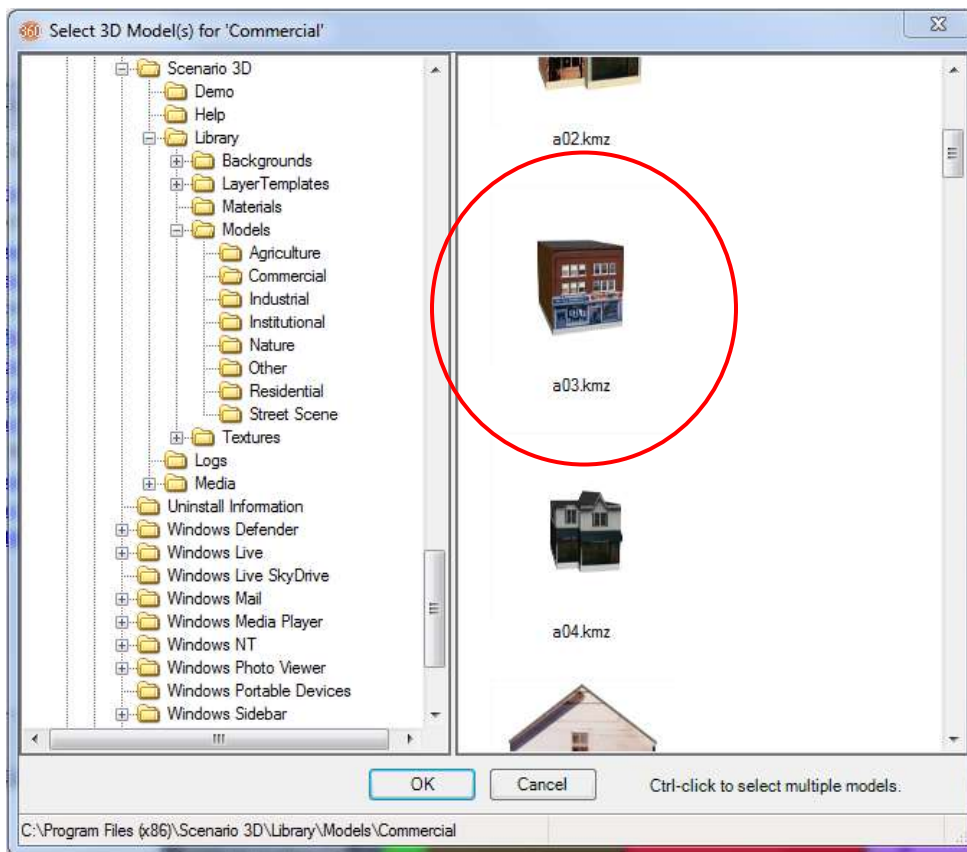 Select 3D Model(s) for 'Commercial'
Scenario 3D
Demo
Help
Library
Backgrounds
LayerTemplates
Materials
Models
Agriculture
Commercial
Industrial
Institutional
Nature
Other
Residential
Street Scene
Textures
Logs
Media
Uninstall Information
Windows Defender
Windows Live
Windows Live SkyDrive
Windows Mail
Windows Media Player
Windows NT
Windows Photo Viewer
Windows Portable Devices
Windows Sidebar
a02.kmz
a03.kmz
a04.kmz
OK
Cancel
Ctrl-click to select multiple models.
C:\Program Files (x86)\Scenario 3D\Library\Models\Commercial